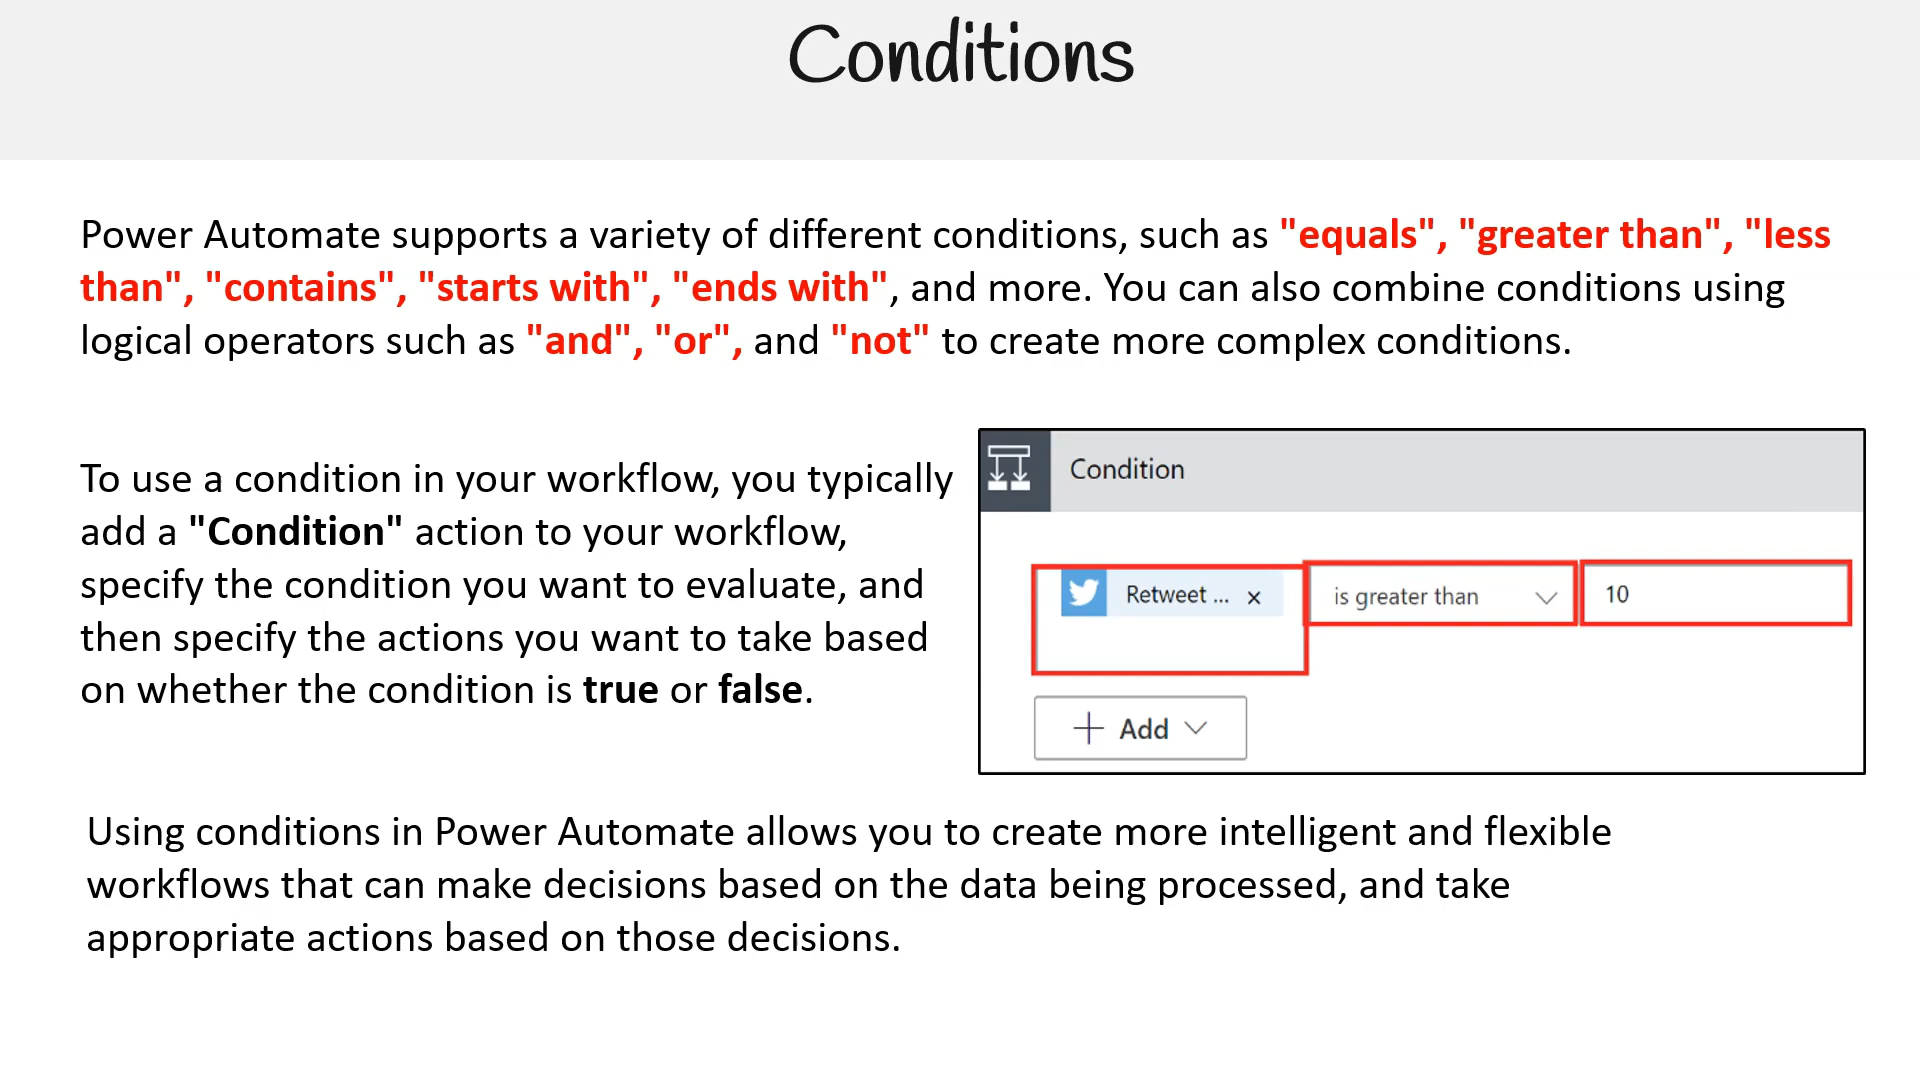 Conditions
Power Automate supports a variety of different conditions, such as "equals", "greater than", "less
than", "contains", "starts with", "ends with", and more. You can also combine conditions using
logical operators such as "and", "or", and "not" to create more complex conditions.
To use a condition in your workflow, you typically
add a "Condition" action to your workflow,
specify the condition you want to evaluate, and
then specify the actions you want to take based
on whether the condition is true or false.
Condition
Retweet ... × is greater than 10
+ Add
Using conditions in Power Automate allows you to create more intelligent and flexible
workflows that can make decisions based on the data being processed, and take
appropriate actions based on those decisions.